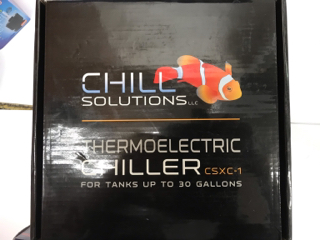 CHILL
SOLUTIONS LLC
THERMOELECTRIC
CHILLER CSXC-1
FOR TANKS UP TO 30 GALLONS